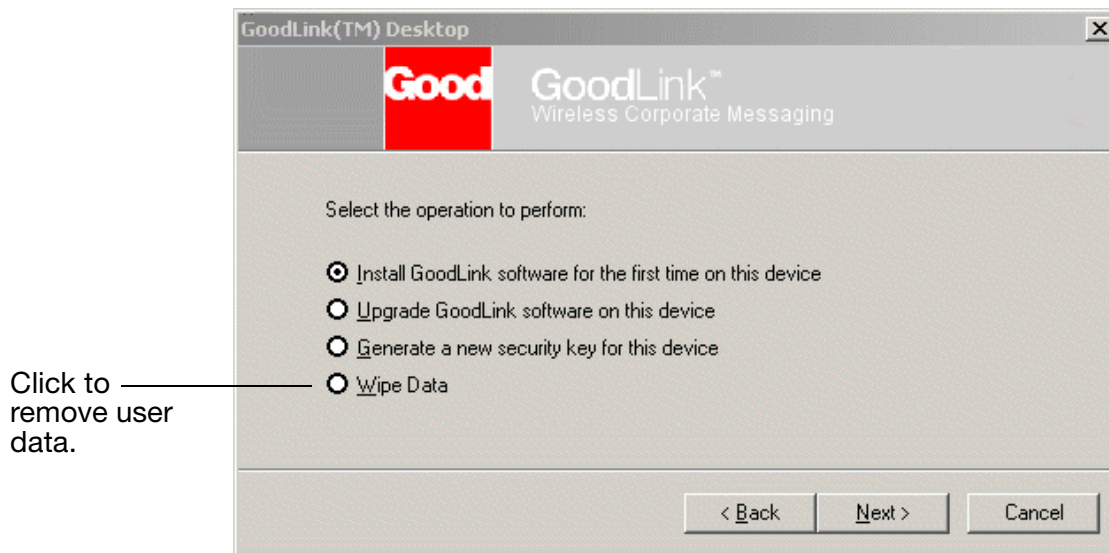 GoodLink(TM) Desktop
Good
GoodLink™
Wireless Corporate Messaging
Select the operation to perform:
Install GoodLink software for the first time on this device
Upgrade GoodLink software on this device
Generate a new security key for this device
Wipe Data
Click to
remove user
data.
< Back
Next >
Cancel